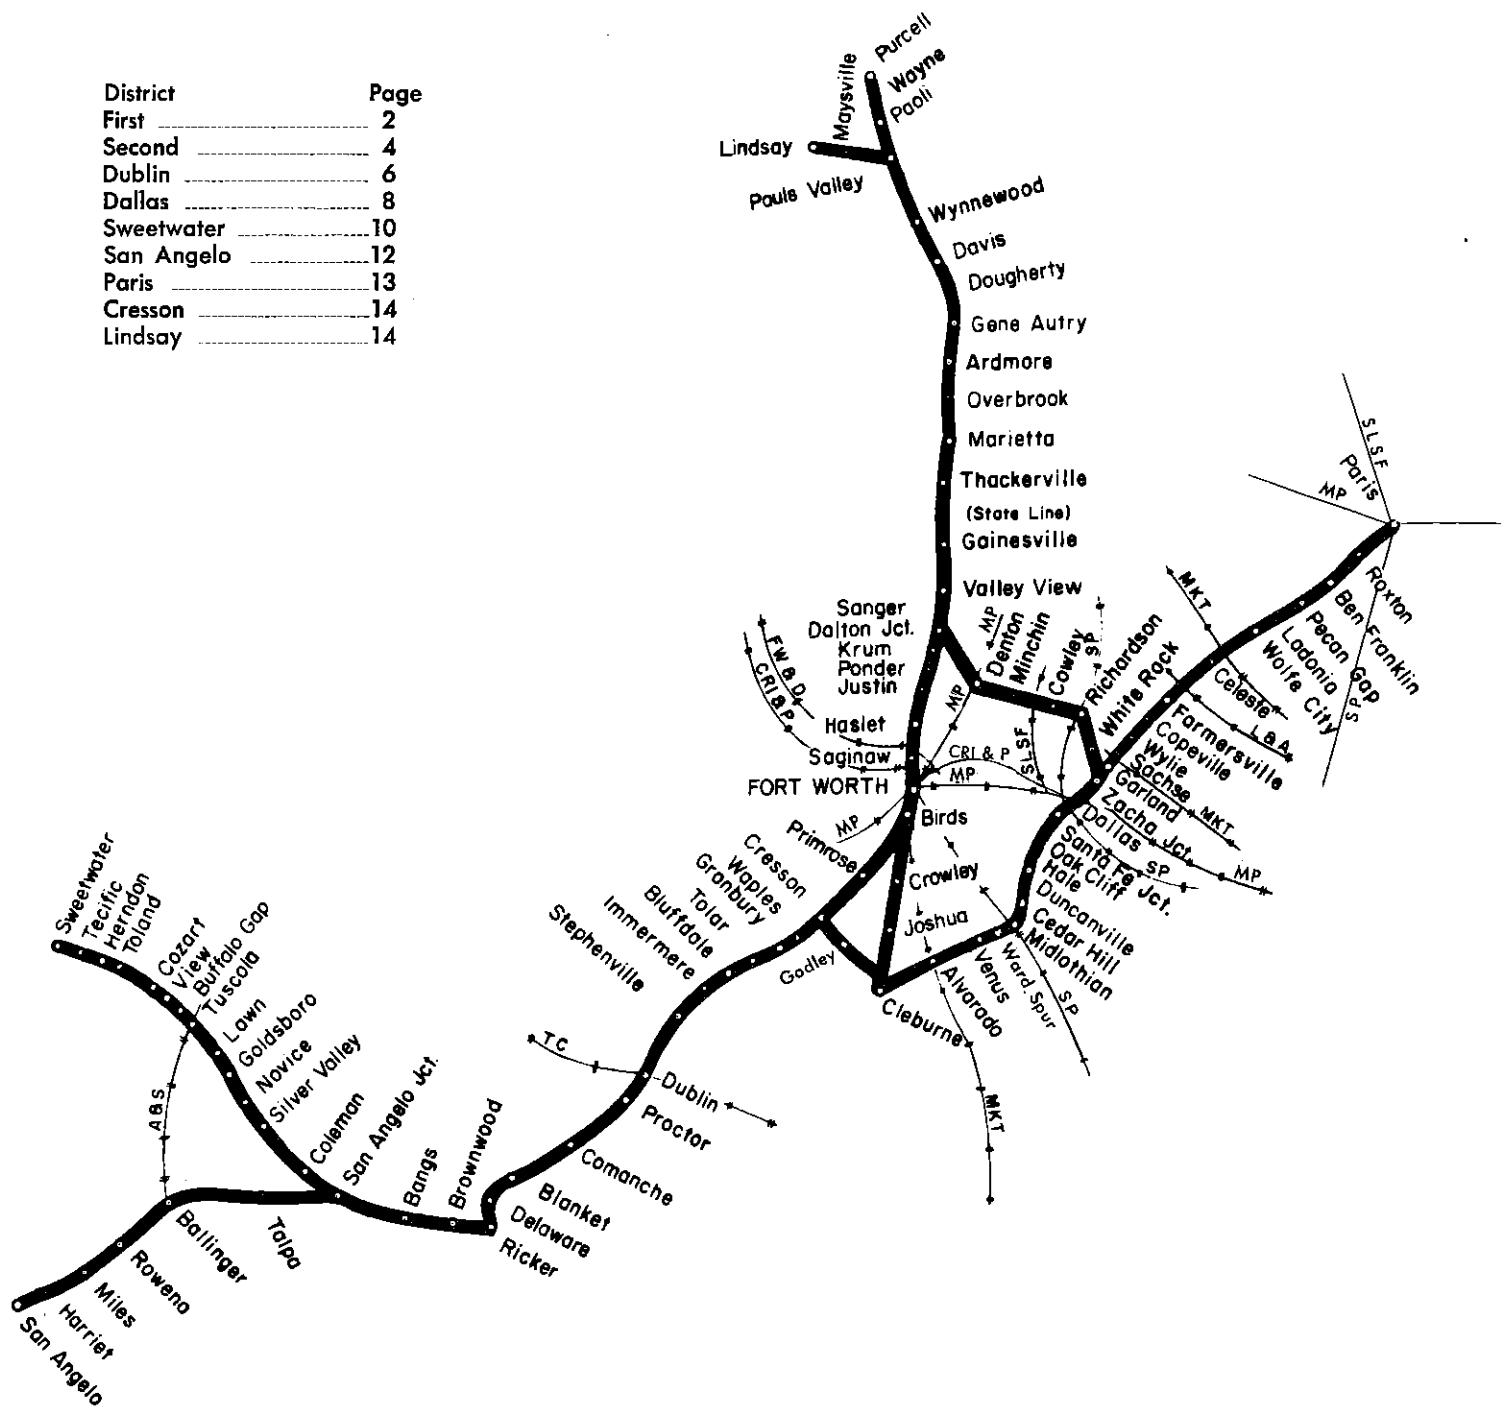 District Page
First 2
Second 4
Dublin 6
Dallas 8
Sweetwater 10
San Angelo 12
Paris 13
Cresson 14
Lindsay 14
Purcell
Wayne
Paoli
Maysville
Lindsay
Pauls Valley
Wynnewood
Davis
Dougherty
Gene Autry
Ardmore
Overbrook
Marietta
Thackerville
(State Line)
Gainesville
Valley View
Sanger
Dalton Jct.
Krum
Ponder
Justin
Haslet
Saginaw
FORT WORTH
FW & D
CRI & P
MP
Denton
Minchin
Cowley
SP
Richardson
White Rock
MP
SLSF
CRI & P
MP
MP
SLSF
Paris
MP
Roxton
Ben Franklin
Pecan Gap
Ladonia
Wolfe City
SP
MKT
Celeste
L & A
Farmersville
Copeville
Wylie
Sachse
MKT
Garland
Zacha Jct.
MP
Dallas
SP
Santa Fe Jct.
Oak Cliff
Hale
Duncanville
Cedar Hill
Midlothian
Ward Spur
SP
Venus
Alvarado
MKT
Cleburne
Birds
Crowley
Joshua
Godley
Primrose
Cresson
Waples
Granbury
Tolar
Bluffdale
Immermere
Stephenville
TC
Dublin
Proctor
Comanche
Blanket
Delaware
Ricker
Brownwood
Bangs
San Angelo Jct.
Coleman
Silver Valley
Novice
Goldsboro
Lawn
Tuscola
Buffalo Gap
View
Cozart
Toland
Herndon
Tecific
Sweetwater
A & S
Talpa
Ballinger
Rowena
Miles
Harriet
San Angelo